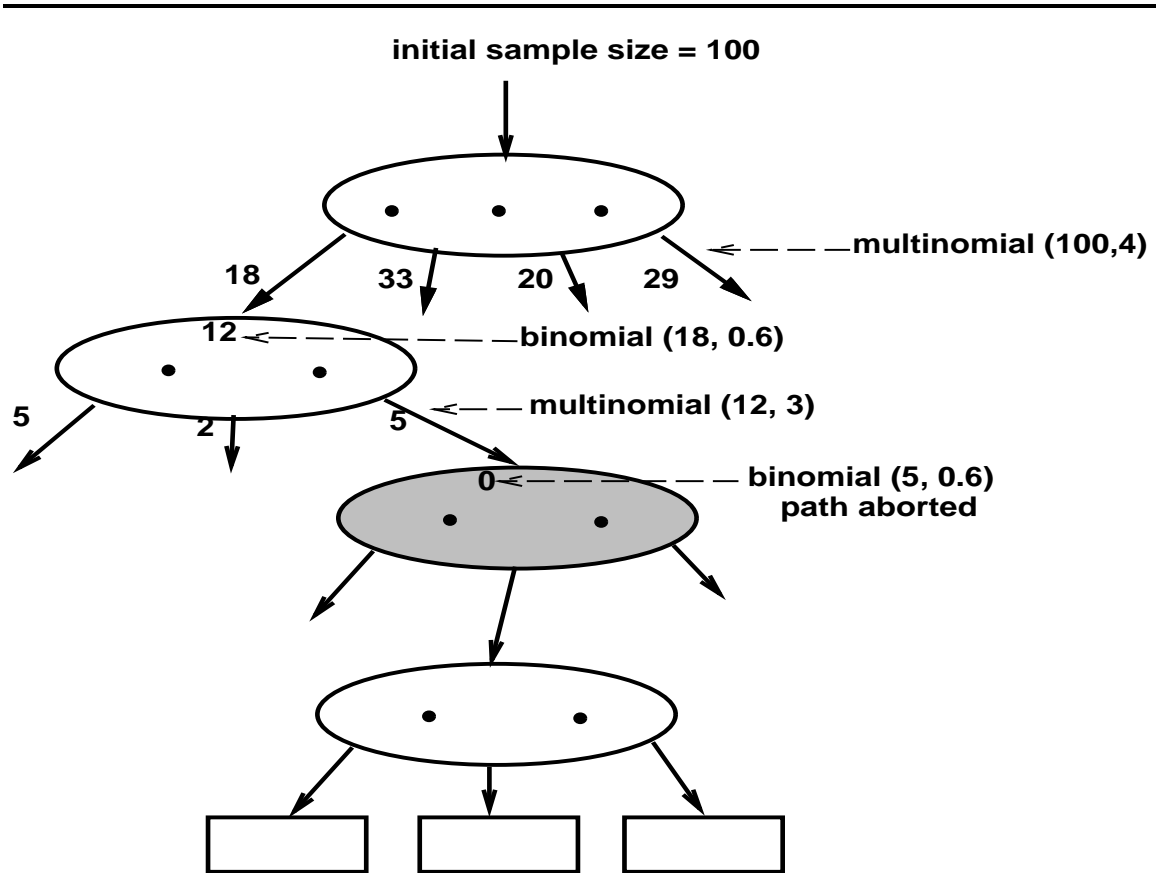 initial sample size = 100
multinomial (100,4)
18
33
20
29
12
binomial (18, 0.6)
5
2
5
multinomial (12, 3)
0
binomial (5, 0.6)
path aborted